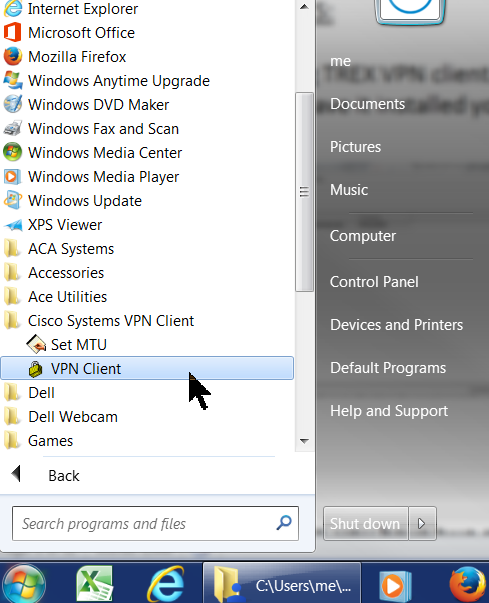 Internet Explorer
Microsoft Office
Mozilla Firefox
Windows Anytime Upgrade
Windows DVD Maker
Windows Fax and Scan
Windows Media Center
Windows Media Player
Windows Update
XPS Viewer
ACA Systems
Accessories
Ace Utilities
Cisco Systems VPN Client
Set MTU
VPN Client
Dell
Dell Webcam
Games
Back
Search programs and files
TREX VPN client
installed
me
Documents
Pictures
Music
Computer
Control Panel
Devices and Printers
Default Programs
Help and Support
Shut down
C:\Users\me\...